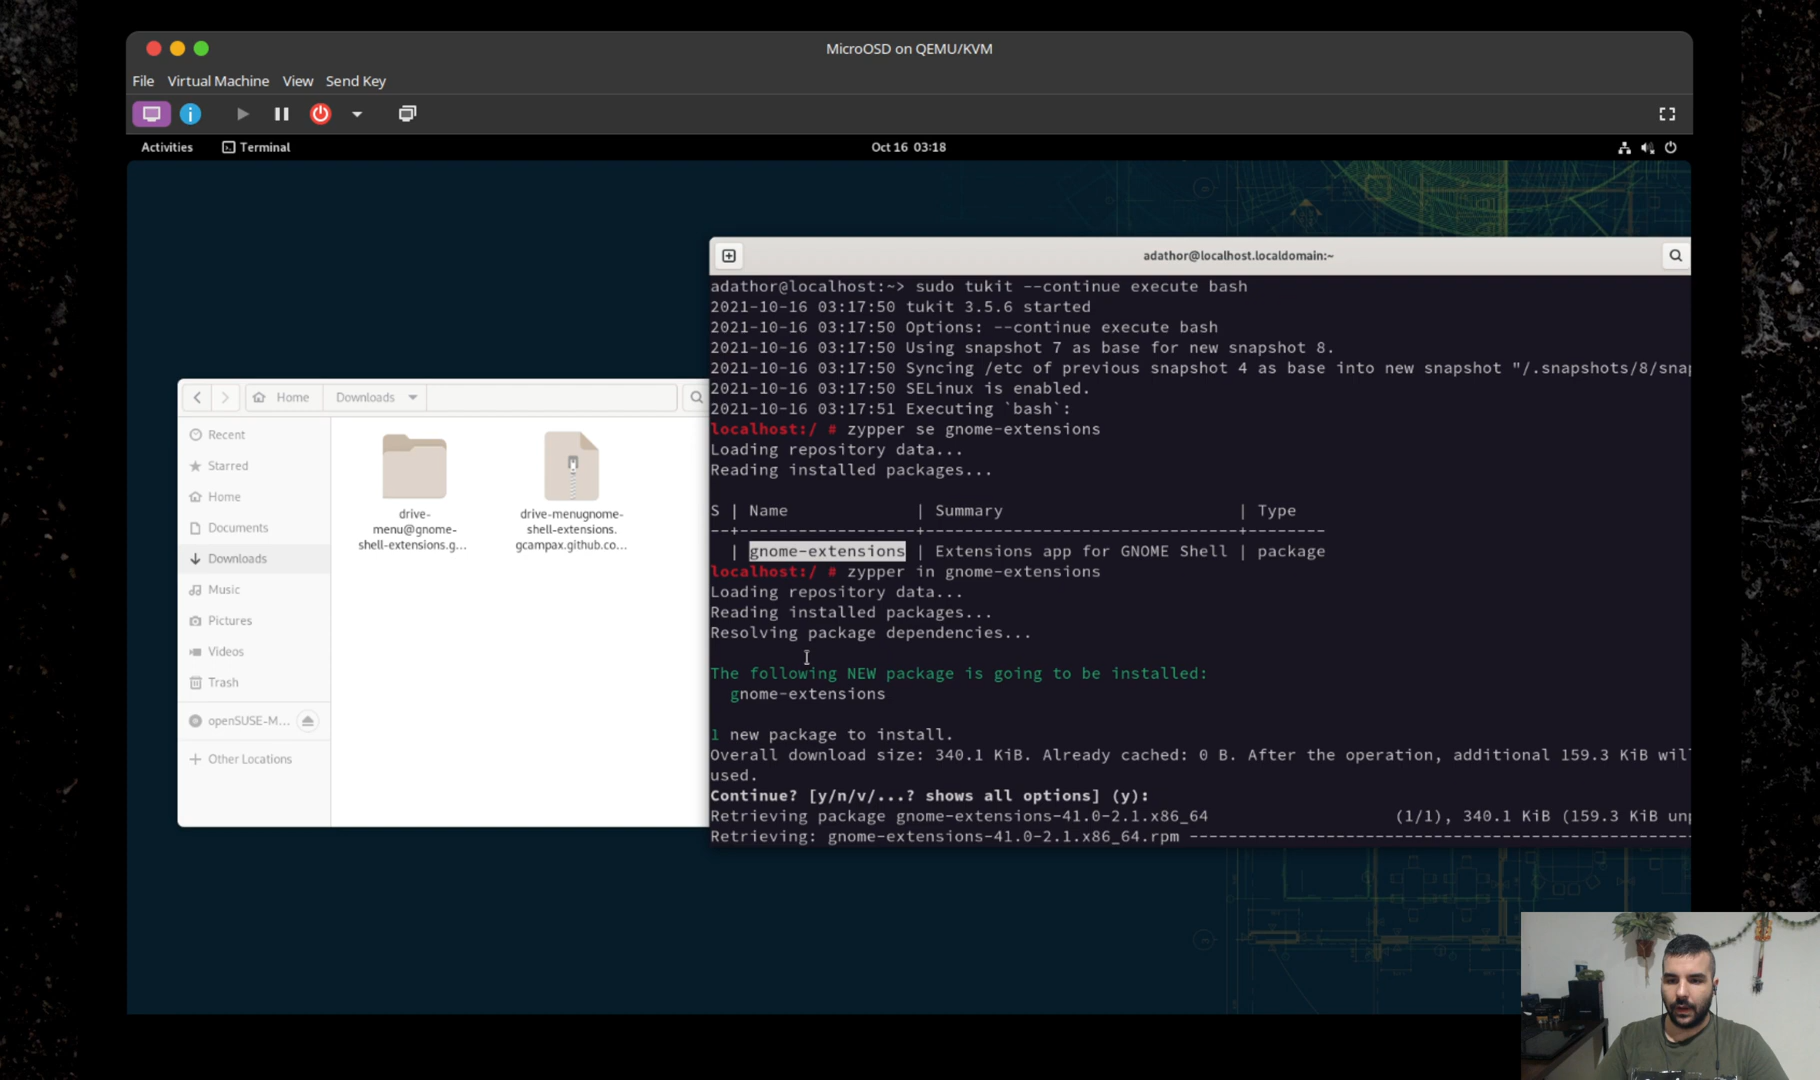 MicroOSD on QEMU/KVM
File Virtual Machine View Send Key
Activities Terminal Oct 16 03:18
adathor@localhost.localdomain:~
adathor@localhost:~> sudo tukit --continue execute bash
2021-10-16 03:17:50 tukit 3.5.6 started
2021-10-16 03:17:50 Options: --continue execute bash
2021-10-16 03:17:50 Using snapshot 7 as base for new snapshot 8.
2021-10-16 03:17:50 Syncing /etc of previous snapshot 4 as base into new snapshot "/.snapshots/8/snap
2021-10-16 03:17:50 SELinux is enabled.
2021-10-16 03:17:51 Executing `bash`:
localhost:/ # zypper se gnome-extensions
Loading repository data...
Reading installed packages...
S | Name | Summary | Type
--+------------------+--------------------------------+--------
| gnome-extensions | Extensions app for GNOME Shell | package
localhost:/ # zypper in gnome-extensions
Loading repository data...
Reading installed packages...
Resolving package dependencies...
The following NEW package is going to be installed:
gnome-extensions
1 new package to install.
Overall download size: 340.1 KiB. Already cached: 0 B. After the operation, additional 159.3 KiB wil
used.
Continue? [y/n/v/...? shows all options] (y):
Retrieving package gnome-extensions-41.0-2.1.x86_64 (1/1), 340.1 KiB (159.3 KiB unp
Retrieving: gnome-extensions-41.0-2.1.x86_64.rpm ----------------------------------------------------
Home Downloads
Recent
Starred
Home
Documents
Downloads
Music
Pictures
Videos
Trash
openSUSE-M...
Other Locations
drive-
menu@gnome-
shell-extensions.g...
drive-menugnome-
shell-extensions.
gcampax.github.co...